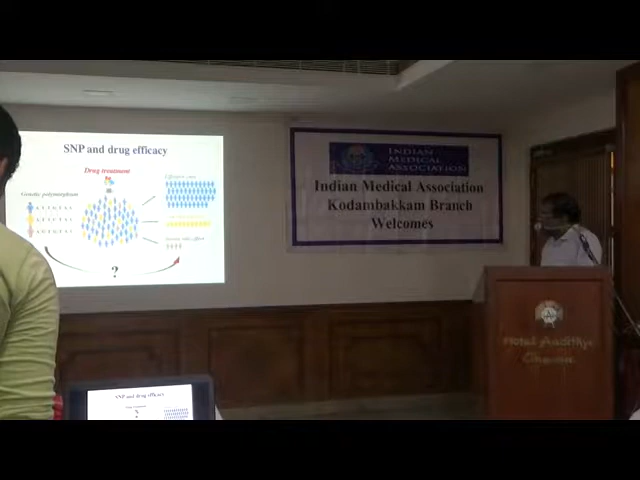 SNP and drug efficacy
Drug treatment
Genetic polymorphism
?
INDIAN
MEDICAL
ASSOCIATION
Indian Medical Association
Kodambakkam Branch
Welcomes
Hotel Aadithya
SNP and drug efficacy